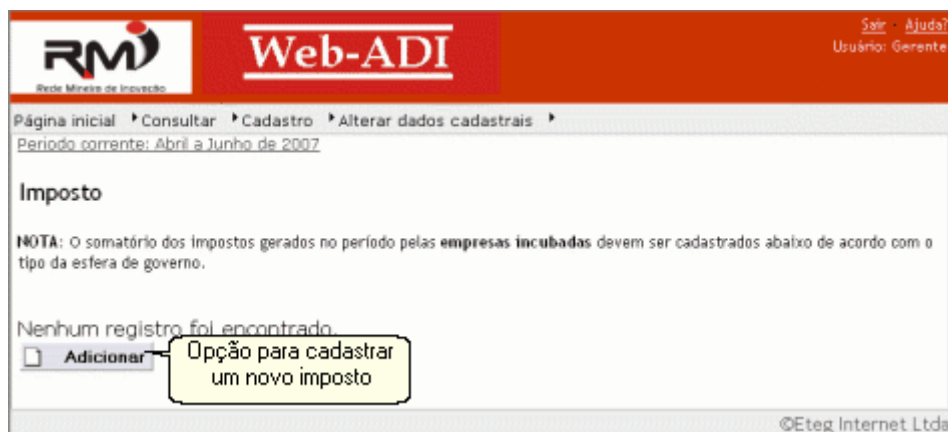 RMI
Rede Mineira de Inovação
Web-ADI
Sair - Ajuda?
Usuário: Gerente
Página inicial Consultar Cadastro Alterar dados cadastrais
Periodo corrente: Abril a Junho de 2007
Imposto
NOTA: O somatório dos impostos gerados no período pelas empresas incubadas devem ser cadastrados abaixo de acordo com o
tipo da esfera de governo.
Nenhum registro foi encontrado.
Adicionar
Opção para cadastrar
um novo imposto
©Eteg Internet Ltda